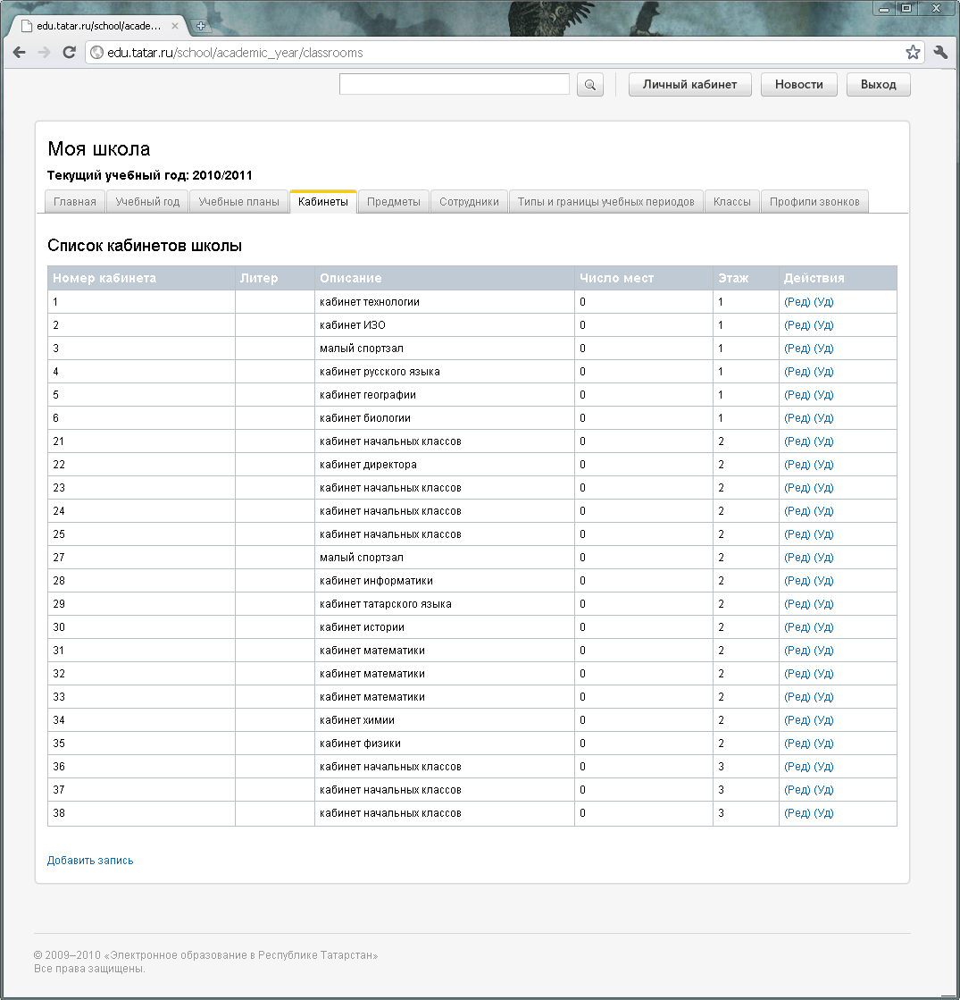 edu.tatar.ru/school/acade...
edu.tatar.ru/school/academic_year/classrooms
Личный кабинет Новости Выход
Моя школа
Текущий учебный год: 2010/2011
Главная Учебный год Учебные планы Кабинеты Предметы Сотрудники Типы и границы учебных периодов Классы Профили звонков
Список кабинетов школы
Номер кабинета Литер Описание Число мест Этаж Действия
1 кабинет технологии 0 1 (Ред) (Уд)
2 кабинет ИЗО 0 1 (Ред) (Уд)
3 малый спортзал 0 1 (Ред) (Уд)
4 кабинет русского языка 0 1 (Ред) (Уд)
5 кабинет географии 0 1 (Ред) (Уд)
6 кабинет биологии 0 1 (Ред) (Уд)
21 кабинет начальных классов 0 2 (Ред) (Уд)
22 кабинет директора 0 2 (Ред) (Уд)
23 кабинет начальных классов 0 2 (Ред) (Уд)
24 кабинет начальных классов 0 2 (Ред) (Уд)
25 кабинет начальных классов 0 2 (Ред) (Уд)
27 малый спортзал 0 2 (Ред) (Уд)
28 кабинет информатики 0 2 (Ред) (Уд)
29 кабинет татарского языка 0 2 (Ред) (Уд)
30 кабинет истории 0 2 (Ред) (Уд)
31 кабинет математики 0 2 (Ред) (Уд)
32 кабинет математики 0 2 (Ред) (Уд)
33 кабинет математики 0 2 (Ред) (Уд)
34 кабинет химии 0 2 (Ред) (Уд)
35 кабинет физики 0 2 (Ред) (Уд)
36 кабинет начальных классов 0 3 (Ред) (Уд)
37 кабинет начальных классов 0 3 (Ред) (Уд)
38 кабинет начальных классов 0 3 (Ред) (Уд)
Добавить запись
© 2009–2010 «Электронное образование в Республике Татарстан»
Все права защищены.